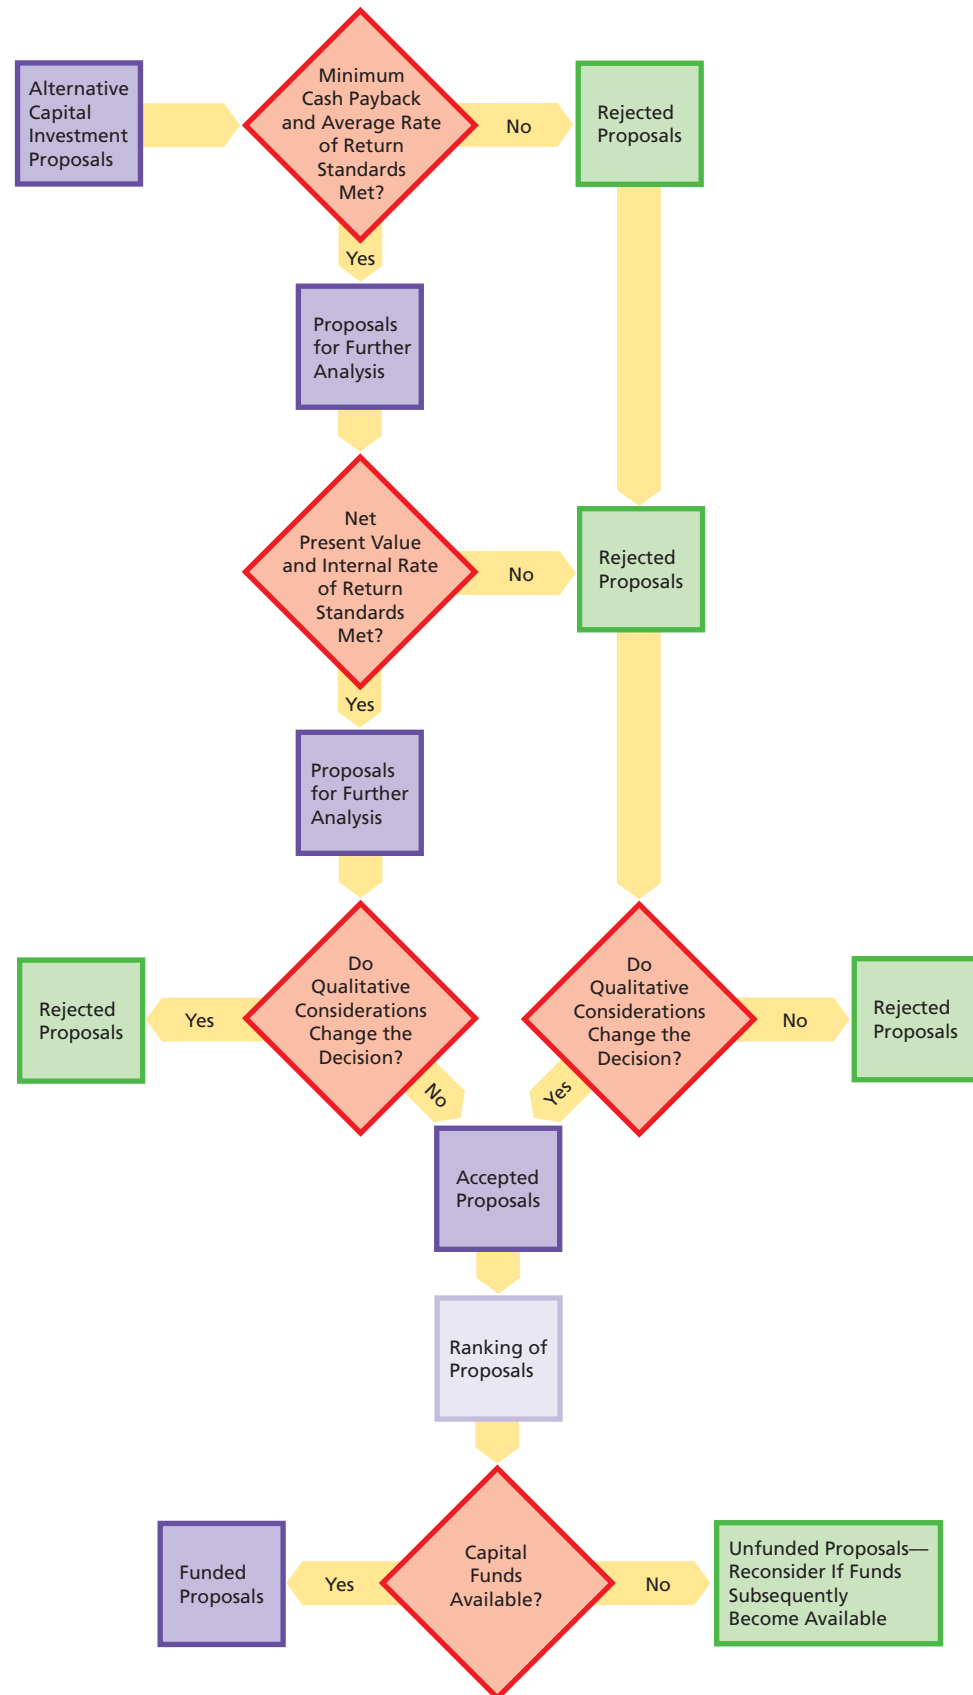 Alternative
Capital
Investment
Proposals
Minimum
Cash Payback
and Average Rate
of Return
Standards
Met?
No
Rejected
Proposals
Yes
Proposals
for Further
Analysis
Net
Present Value
and Internal Rate
of Return
Standards
Met?
No
Rejected
Proposals
Yes
Proposals
for Further
Analysis
Rejected
Proposals
Yes
Do
Qualitative
Considerations
Change the
Decision?
No
Do
Qualitative
Considerations
Change the
Decision?
Yes
No
Rejected
Proposals
Accepted
Proposals
Ranking of
Proposals
Funded
Proposals
Yes
Capital
Funds
Available?
No
Unfunded Proposals—
Reconsider If Funds
Subsequently
Become Available